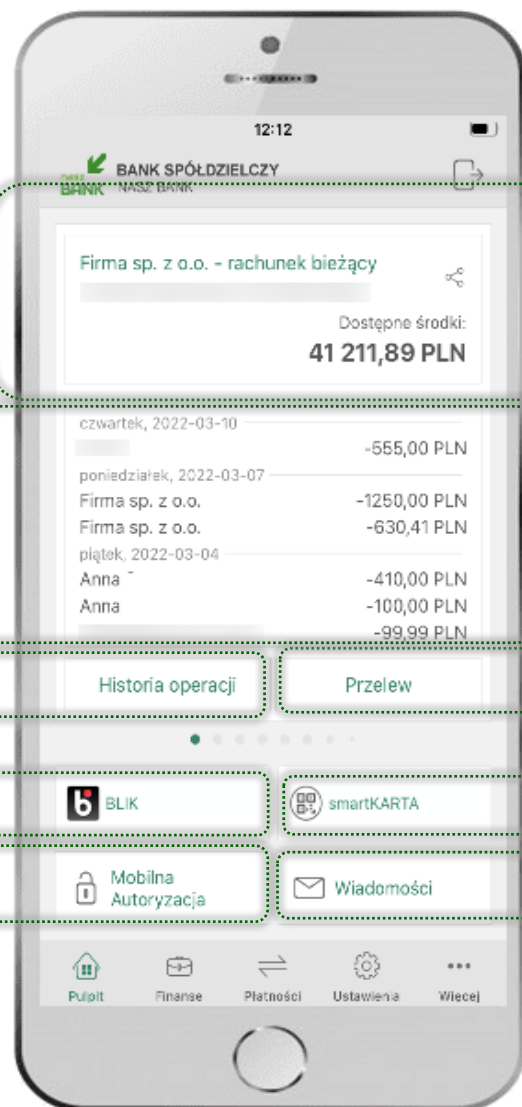 12:12
nasz BANK
BANK SPÓŁDZIELCZY
NASZ BANK
Firma sp. z o.o. - rachunek bieżący
Dostępne środki:
41 211,89 PLN
czwartek, 2022-03-10
-555,00 PLN
poniedziałek, 2022-03-07
Firma sp. z o.o. -1250,00 PLN
Firma sp. z o.o. -630,41 PLN
piątek, 2022-03-04
Anna -410,00 PLN
Anna -100,00 PLN
-99,99 PLN
Historia operacji Przelew
BLIK smartKARTA
Mobilna
Autoryzacja
Wiadomości
Pulpit Finanse Płatności Ustawienia Więcej